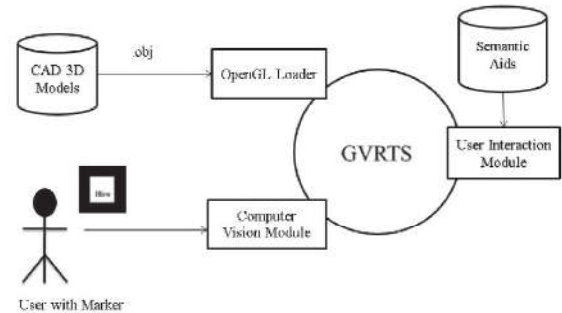 CAD 3D
Models
.obj
OpenGL Loader
Semantic
Aids
GVRTS
User Interaction
Module
Computer
Vision Module
User with Marker